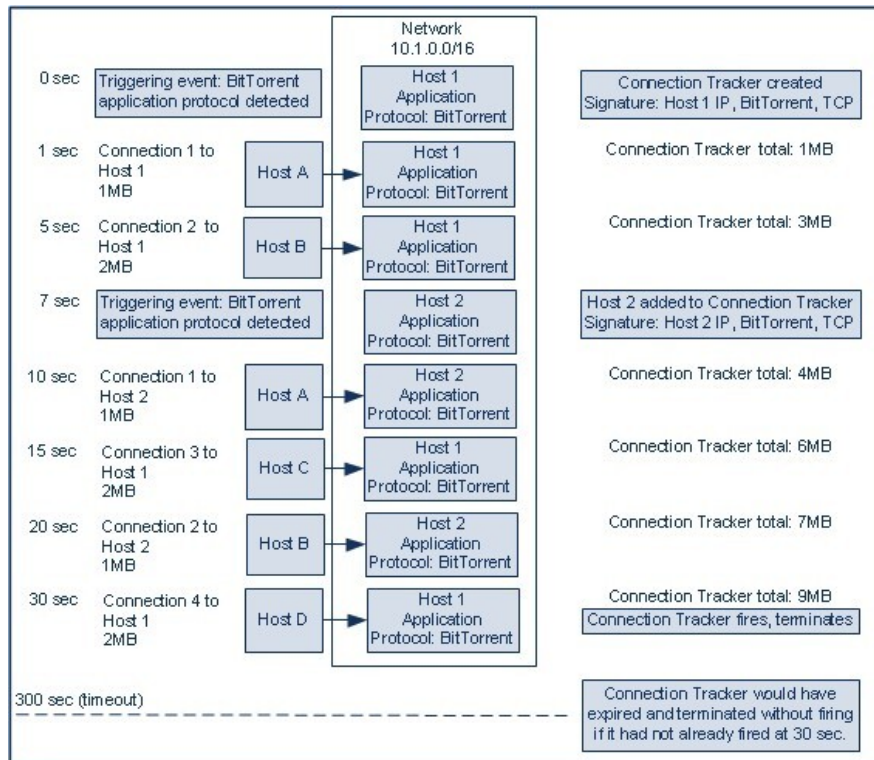 Network
10.1.0.0/16
0 sec
Triggering event: BitTorrent
application protocol detected
Host 1
Application
Protocol: BitTorrent
Connection Tracker created
Signature: Host 1 IP, BitTorrent, TCP
1 sec
Connection 1 to
Host 1
1MB
Host A
Host 1
Application
Protocol: BitTorrent
Connection Tracker total: 1MB
5 sec
Connection 2 to
Host 1
2MB
Host B
Host 1
Application
Protocol: BitTorrent
Connection Tracker total: 3MB
7 sec
Triggering event: BitTorrent
application protocol detected
Host 2
Application
Protocol: BitTorrent
Host 2 added to Connection Tracker
Signature: Host 2 IP, BitTorrent, TCP
10 sec
Connection 1 to
Host 2
1MB
Host A
Host 2
Application
Protocol: BitTorrent
Connection Tracker total: 4MB
15 sec
Connection 3 to
Host 1
2MB
Host C
Host 1
Application
Protocol: BitTorrent
Connection Tracker total: 6MB
20 sec
Connection 2 to
Host 2
1MB
Host B
Host 2
Application
Protocol: BitTorrent
Connection Tracker total: 7MB
30 sec
Connection 4 to
Host 1
2MB
Host D
Host 1
Application
Protocol: BitTorrent
Connection Tracker total: 9MB
Connection Tracker fires, terminates
300 sec (timeout)
Connection Tracker would have
expired and terminated without firing
if it had not already fired at 30 sec.